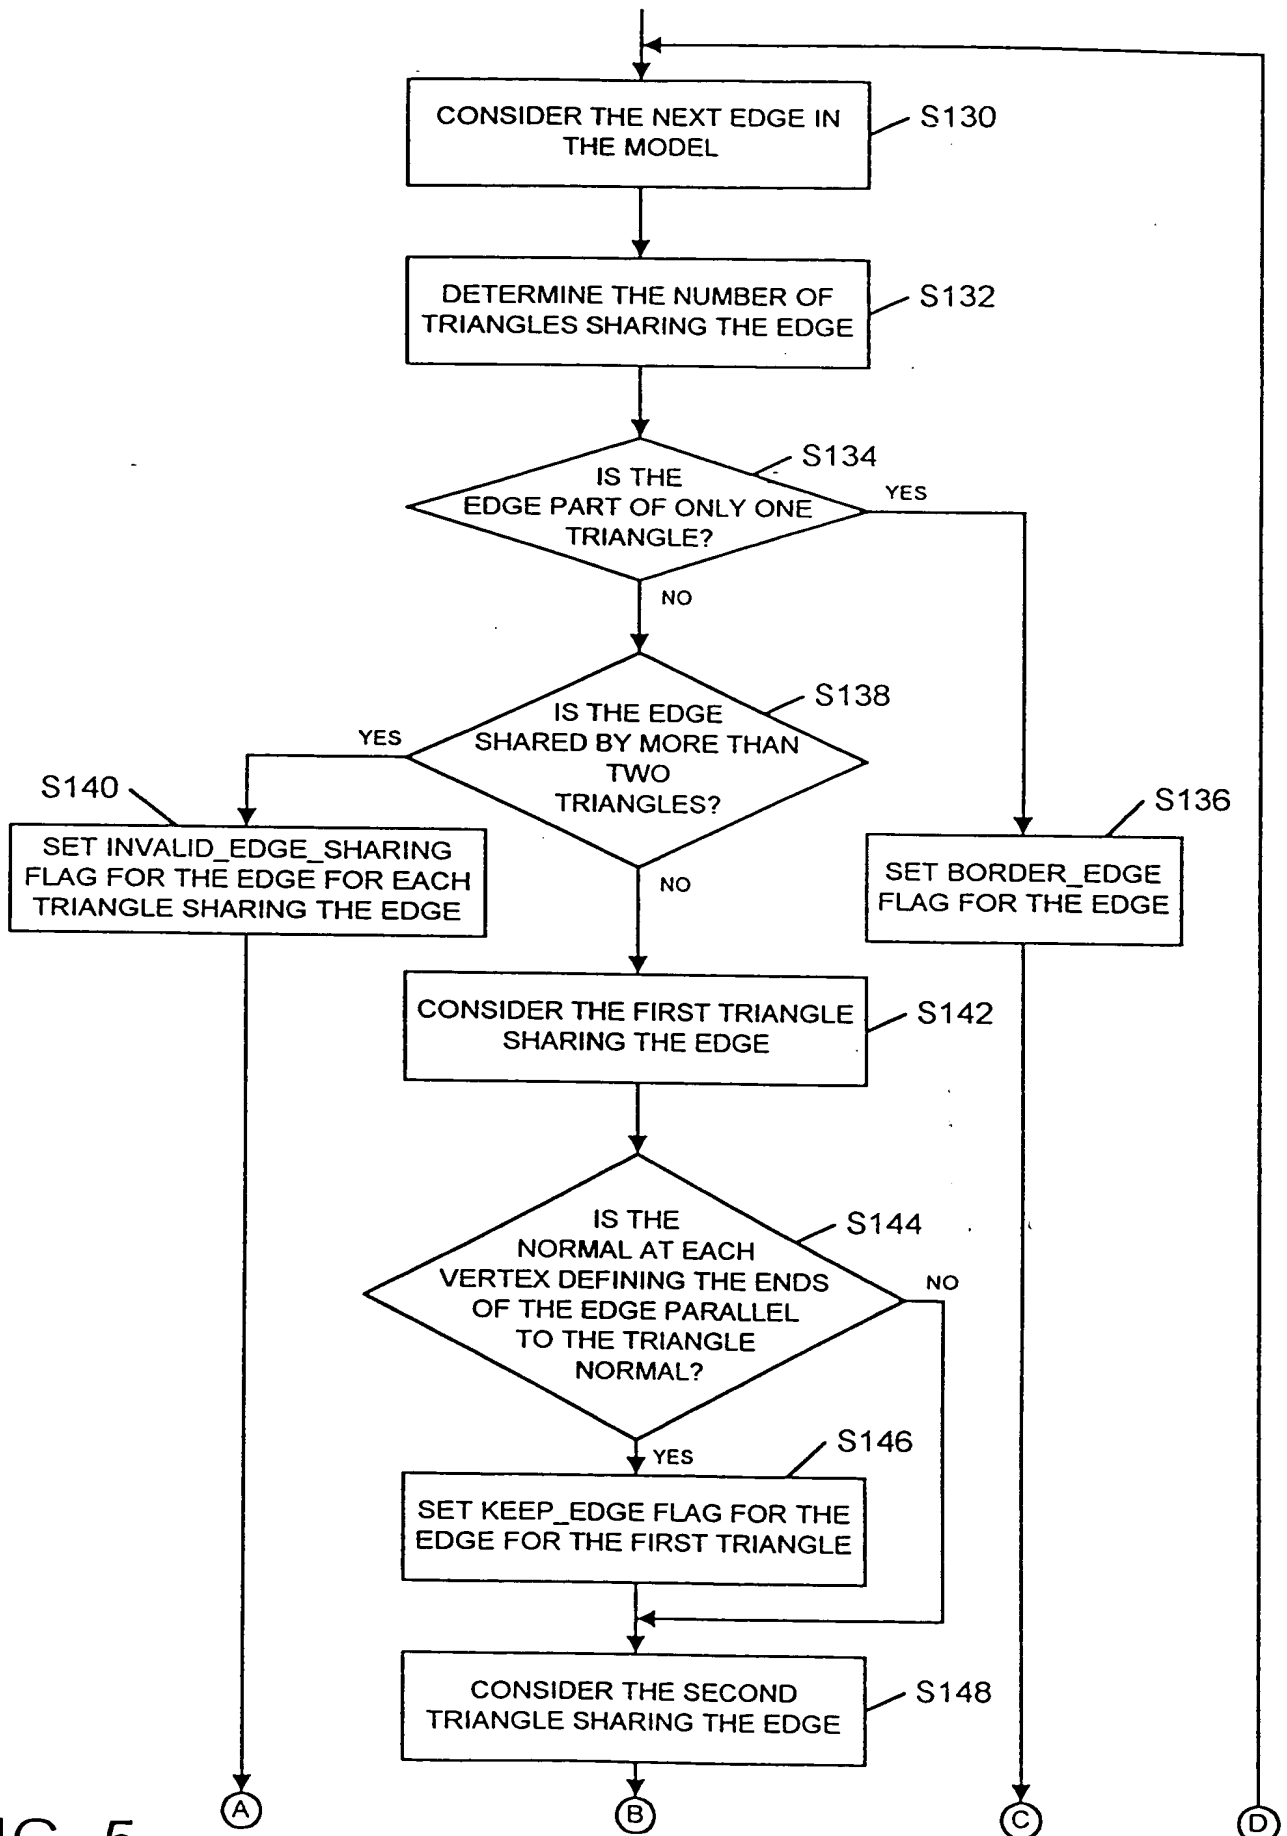 CONSIDER THE NEXT EDGE IN
THE MODEL
S130
DETERMINE THE NUMBER OF
TRIANGLES SHARING THE EDGE
S132
IS THE
EDGE PART OF ONLY ONE
TRIANGLE?
S134
YES
NO
IS THE EDGE
SHARED BY MORE THAN
TWO
TRIANGLES?
S138
YES
NO
S140
SET INVALID_EDGE_SHARING
FLAG FOR THE EDGE FOR EACH
TRIANGLE SHARING THE EDGE
S136
SET BORDER_EDGE
FLAG FOR THE EDGE
CONSIDER THE FIRST TRIANGLE
SHARING THE EDGE
S142
IS THE
NORMAL AT EACH
VERTEX DEFINING THE ENDS
OF THE EDGE PARALLEL
TO THE TRIANGLE
NORMAL?
S144
NO
YES
S146
SET KEEP_EDGE FLAG FOR THE
EDGE FOR THE FIRST TRIANGLE
CONSIDER THE SECOND
TRIANGLE SHARING THE EDGE
S148
A
B
C
D